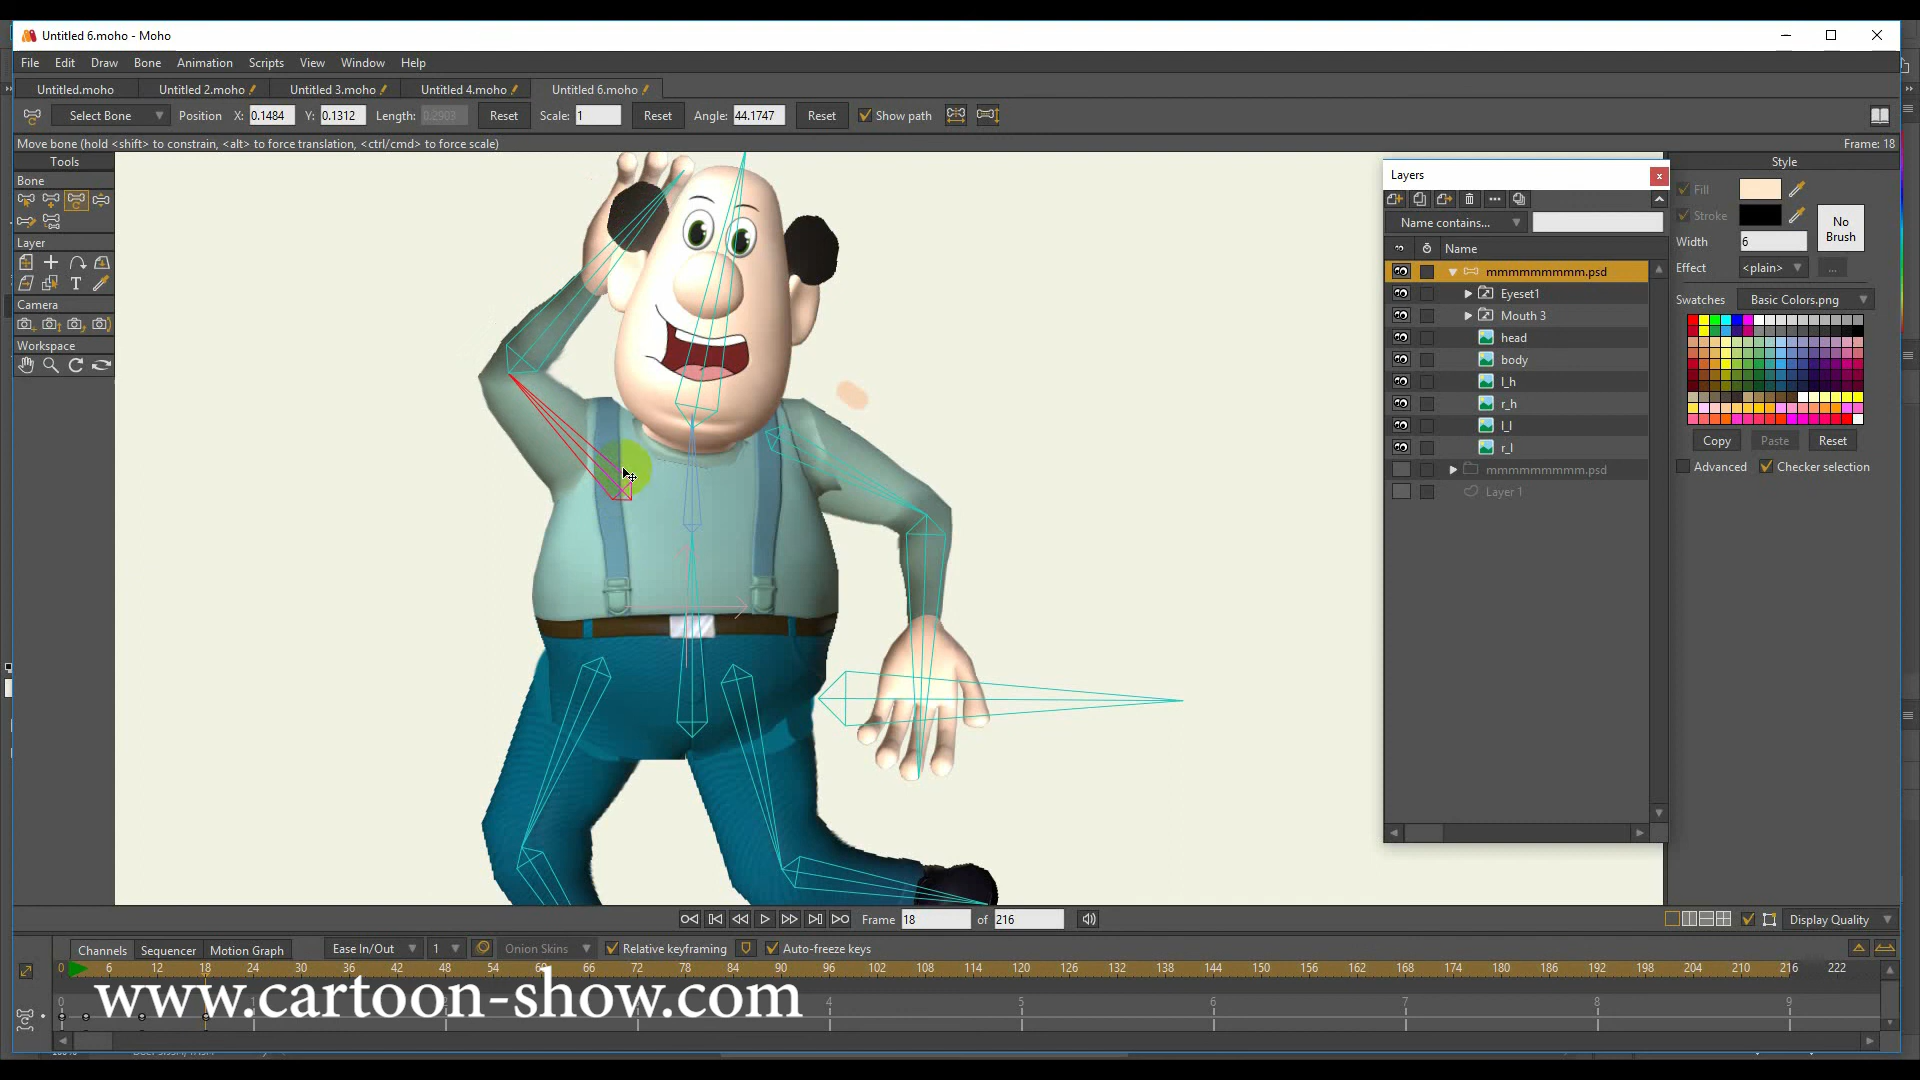 Untitled 6.moho - Moho
File Edit Draw Bone Animation Scripts View Window Help
Untitled.moho Untitled 2.moho Untitled 3.moho Untitled 4.moho Untitled 6.moho
Select Bone Position X: 0.1484 Y: 0.1312 Length: 0.2903 Reset Scale: 1 Reset Angle: 44.1747 Reset Show path
Move bone (hold <shift> to constrain, <alt> to force translation, <ctrl/cmd> to force scale) Frame: 18
Tools
Bone
Layer
Camera
Workspace
Layers
Name contains...
Name
mmmmmmmmmm.psd
Eyeset1
Mouth 3
head
body
l_h
r_h
l_l
r_l
mmmmmmmmmm.psd
Layer 1
Style
Fill
Stroke
No Brush
Width 6
Effect <plain> ...
Swatches Basic Colors.png
Copy Paste Reset
Advanced Checker selection
Frame 18 of 216 Display Quality
Channels Sequencer Motion Graph Ease In/Out 1 Onion Skins Relative keyframing Auto-freeze keys
0 6 12 18 24 30 36 42 48 54 60 66 72 78 84 90 96 102 108 114 120 126 132 138 144 150 156 162 168 174 180 186 192 198 204 210 216 222
www.cartoon-show.com
0 4 5 6 7 8 9